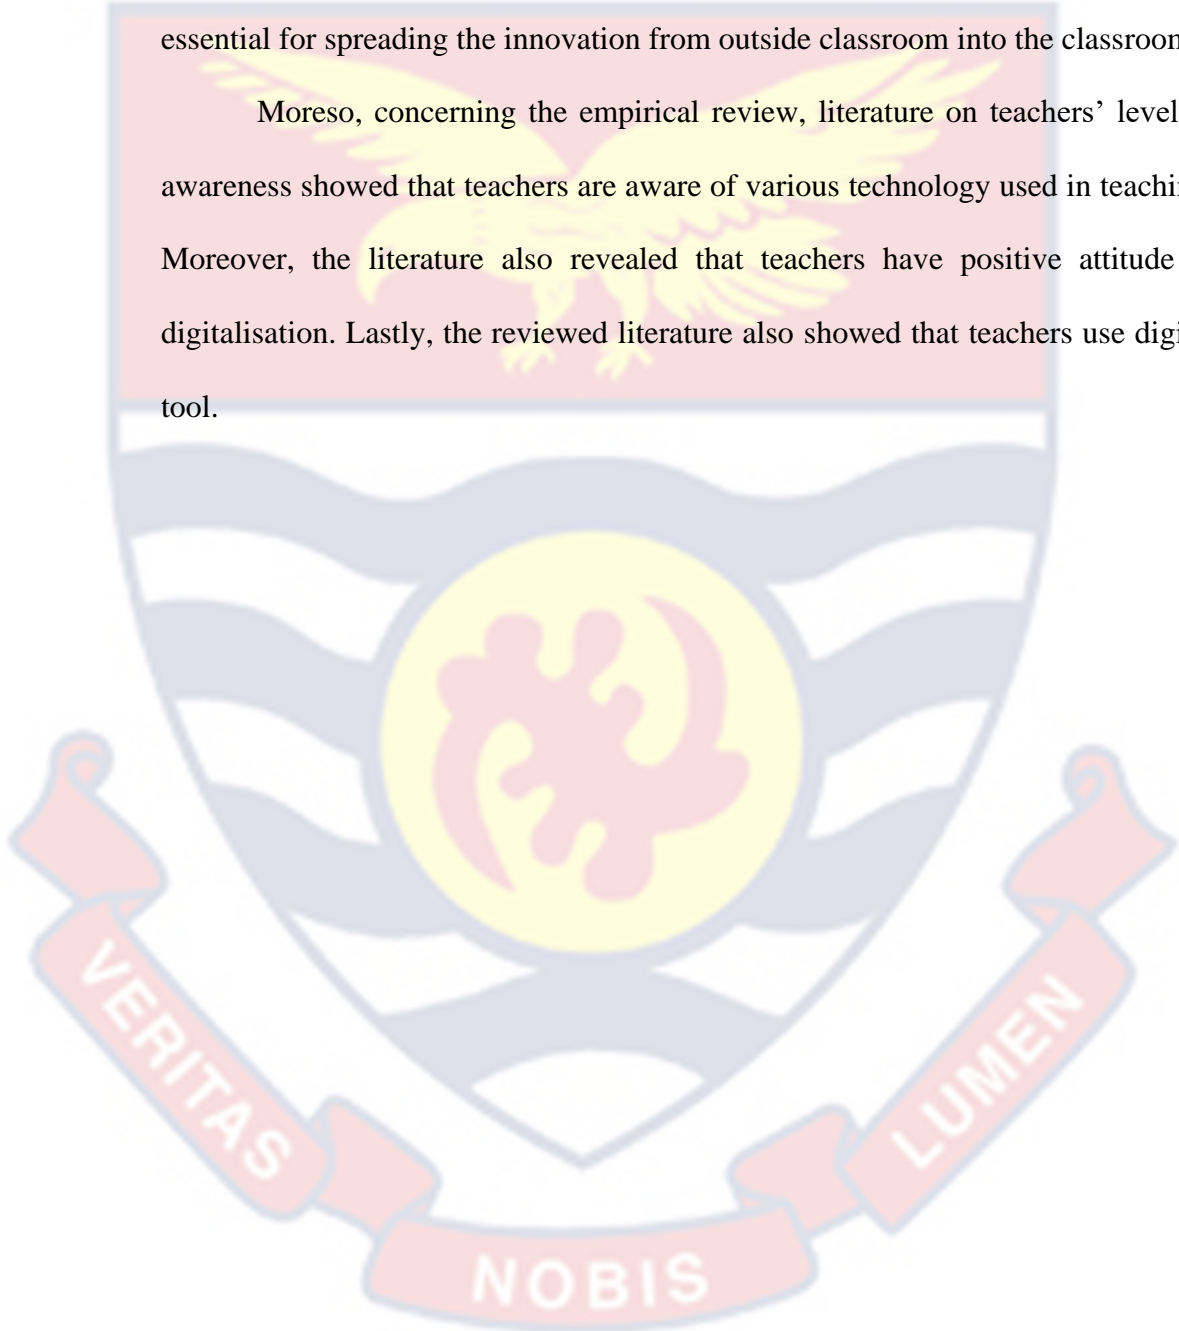 essential for spreading the innovation from outside classroom into the classroom
Moreso, concerning the empirical review, literature on teachers’ level
awareness showed that teachers are aware of various technology used in teaching
Moreover, the literature also revealed that teachers have positive attitude
digitalisation. Lastly, the reviewed literature also showed that teachers use digi
tool.
VERITAS
NOBIS
LUMEN